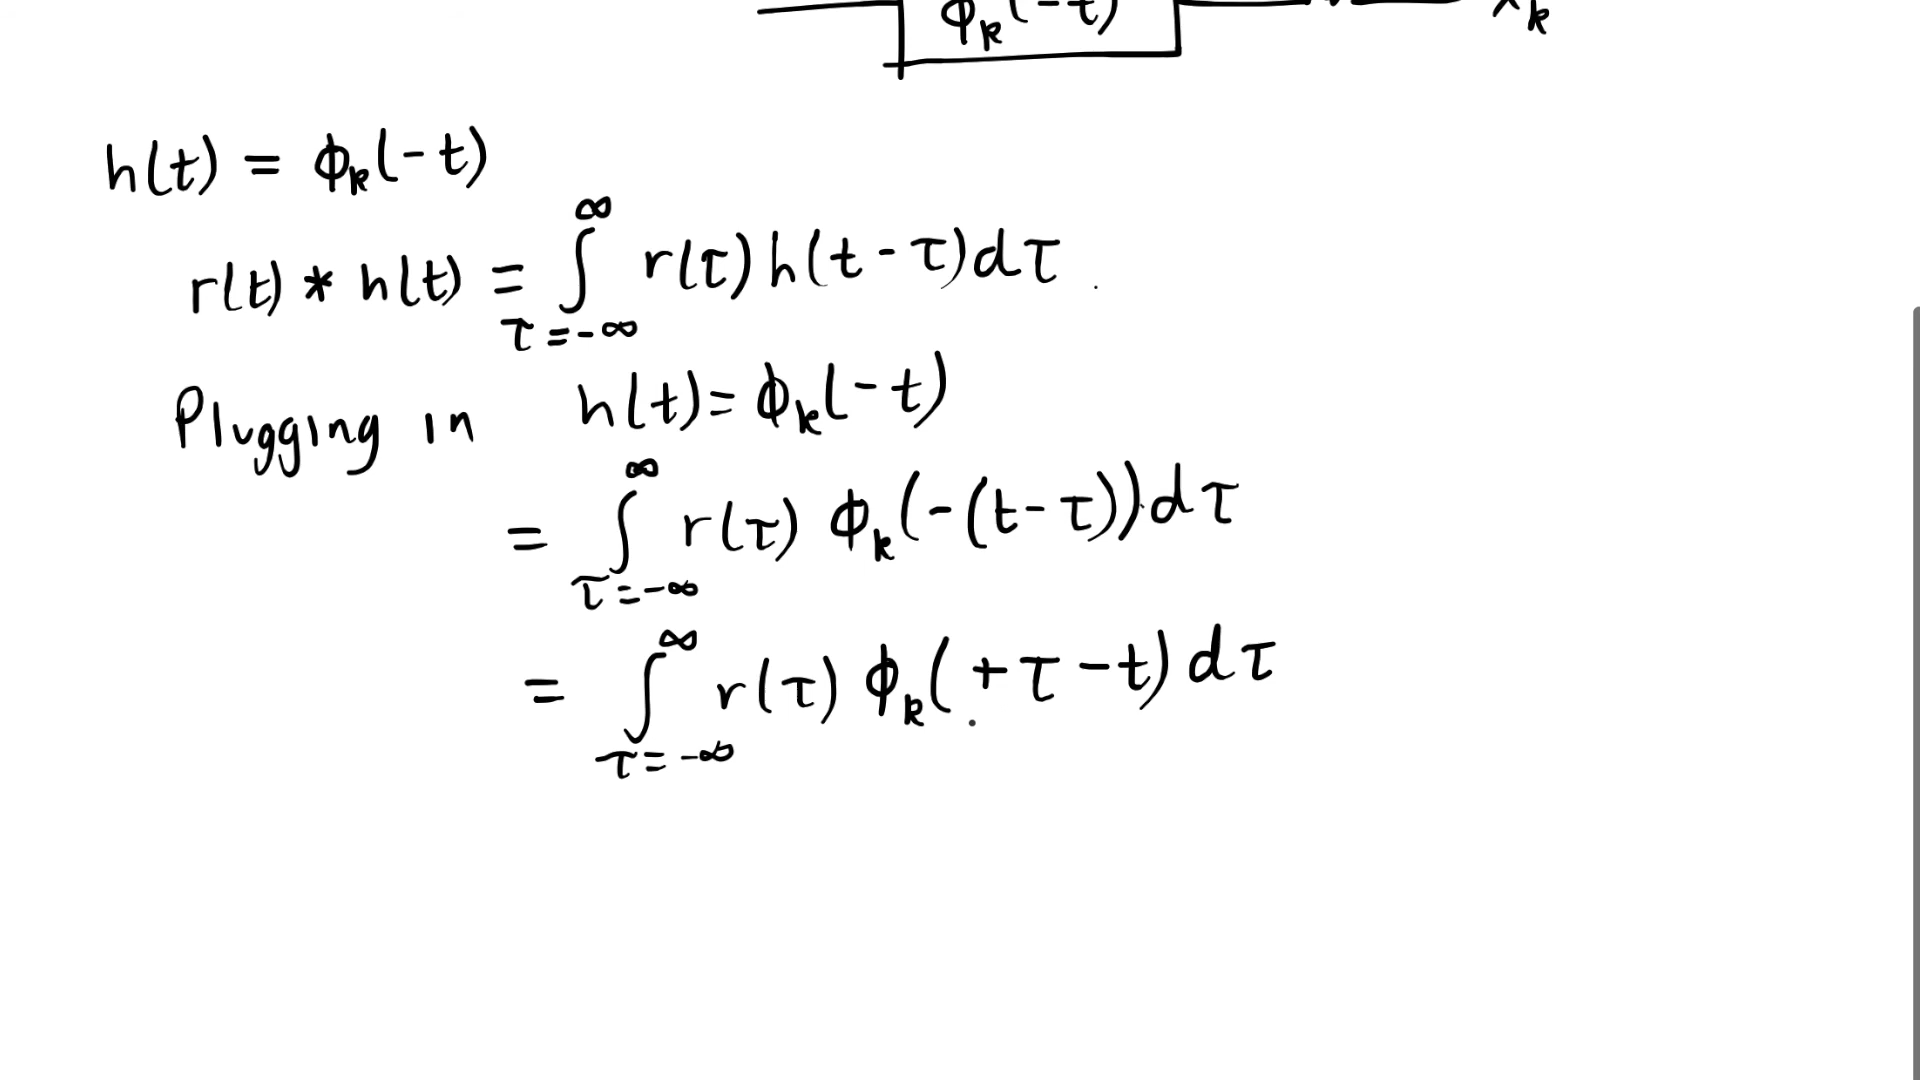 ϕk(-t) xk
h(t) = ϕk(-t)
r(t) * h(t) = ∫_{τ=-∞}^{∞} r(τ) h(t-τ) dτ
Plugging in h(t) = ϕk(-t)
= ∫_{τ=-∞}^{∞} r(τ) ϕk(-(t-τ)) dτ
= ∫_{τ=-∞}^{∞} r(τ) ϕk(+τ-t) dτ